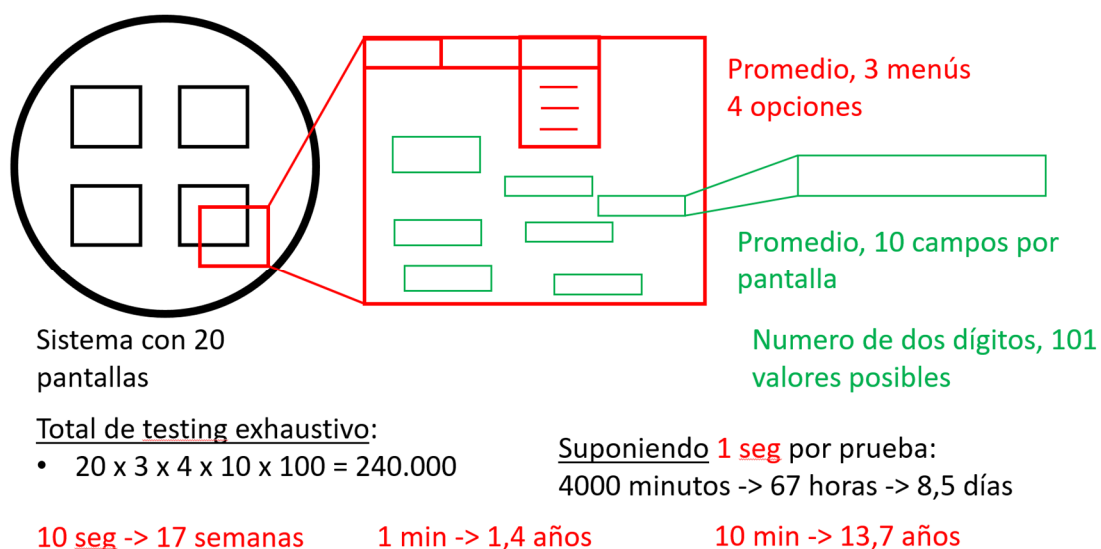 Promedio, 3 menús
4 opciones
Promedio, 10 campos por
pantalla
Sistema con 20
pantallas
Numero de dos dígitos, 101
valores posibles
Total de testing exhaustivo:
• 20 x 3 x 4 x 10 x 100 = 240.000
Suponiendo 1 seg por prueba:
4000 minutos -> 67 horas -> 8,5 días
10 seg -> 17 semanas
1 min -> 1,4 años
10 min -> 13,7 años